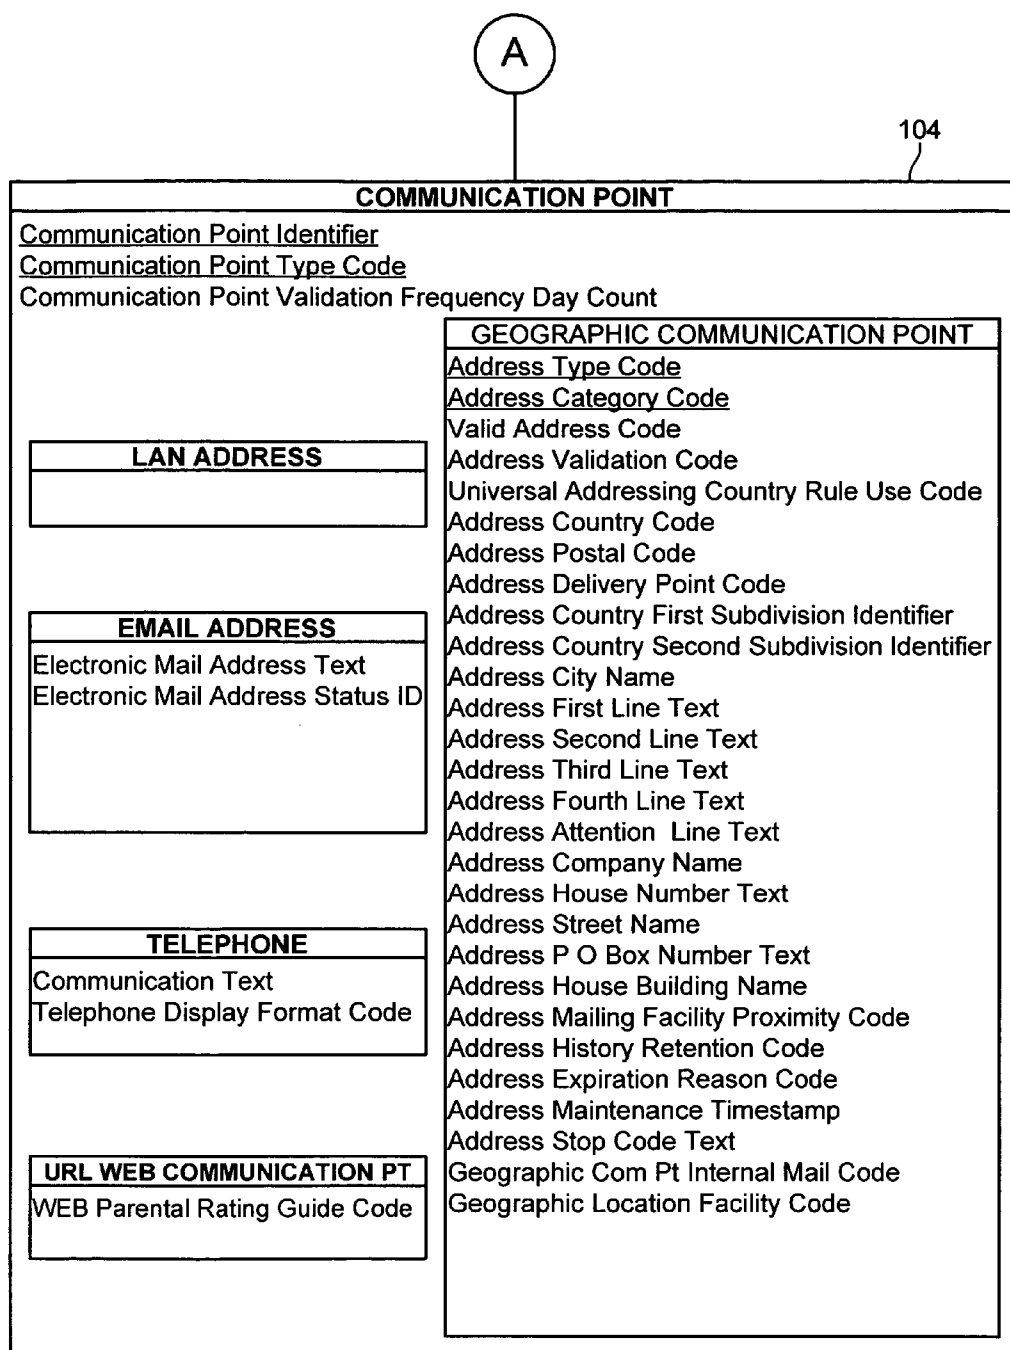 A
104
COMMUNICATION POINT
Communication Point Identifier
Communication Point Type Code
Communication Point Validation Frequency Day Count
LAN ADDRESS
EMAIL ADDRESS
Electronic Mail Address Text
Electronic Mail Address Status ID
TELEPHONE
Communication Text
Telephone Display Format Code
URL WEB COMMUNICATION PT
WEB Parental Rating Guide Code
GEOGRAPHIC COMMUNICATION POINT
Address Type Code
Address Category Code
Valid Address Code
Address Validation Code
Universal Addressing Country Rule Use Code
Address Country Code
Address Postal Code
Address Delivery Point Code
Address Country First Subdivision Identifier
Address Country Second Subdivision Identifier
Address City Name
Address First Line Text
Address Second Line Text
Address Third Line Text
Address Fourth Line Text
Address Attention  Line Text
Address Company Name
Address House Number Text
Address Street Name
Address P O Box Number Text
Address House Building Name
Address Mailing Facility Proximity Code
Address History Retention Code
Address Expiration Reason Code
Address Maintenance Timestamp
Address Stop Code Text
Geographic Com Pt Internal Mail Code
Geographic Location Facility Code